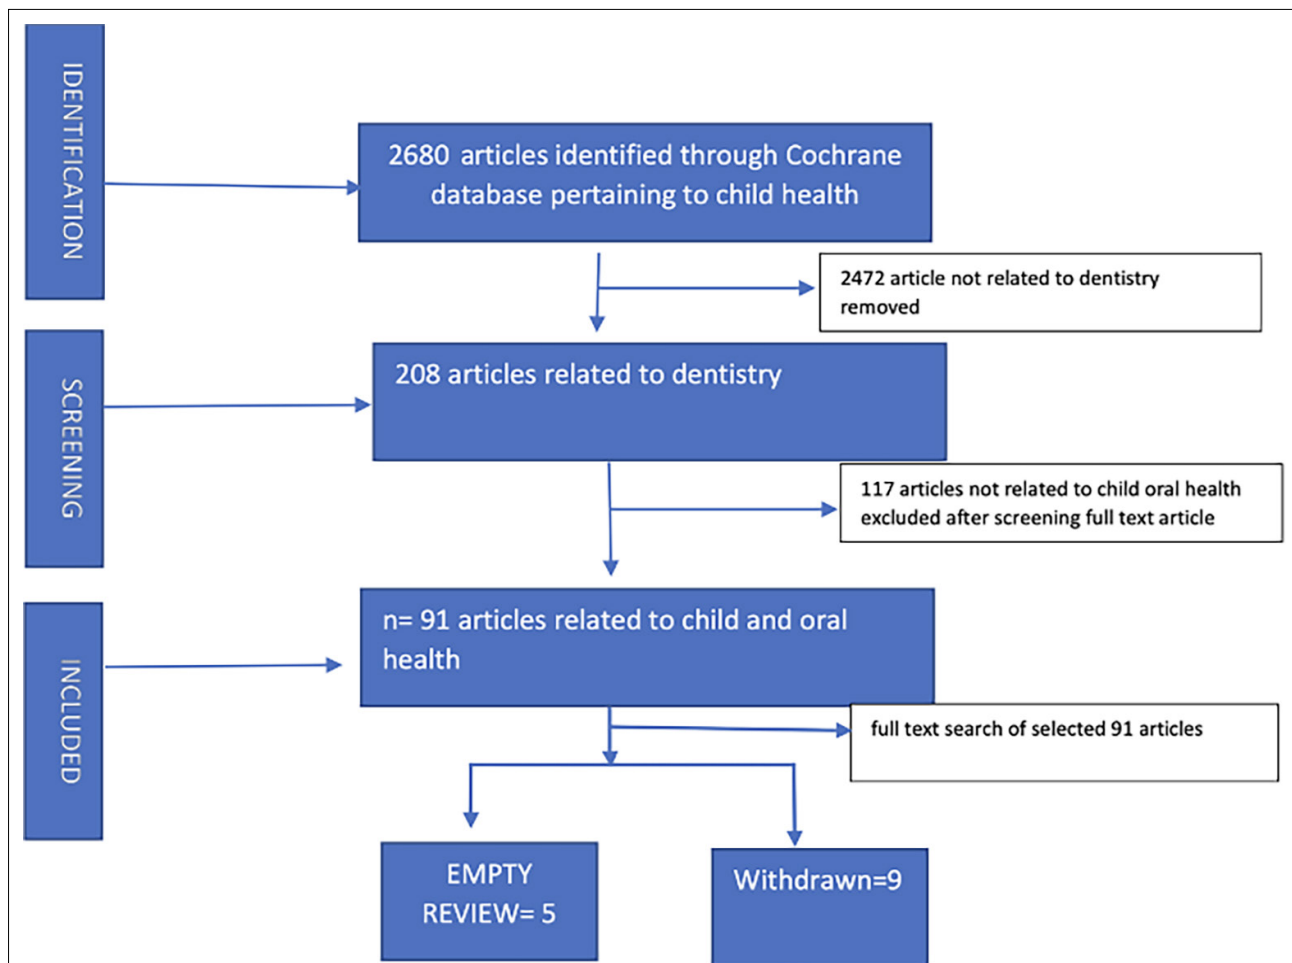 IDENTIFICATION
2680 articles identified through Cochrane
database pertaining to child health
2472 article not related to dentistry
removed
SCREENING
208 articles related to dentistry
117 articles not related to child oral health
excluded after screening full text article
INCLUDED
n= 91 articles related to child and oral
health
full text search of selected 91 articles
EMPTY
REVIEW= 5
Withdrawn=9